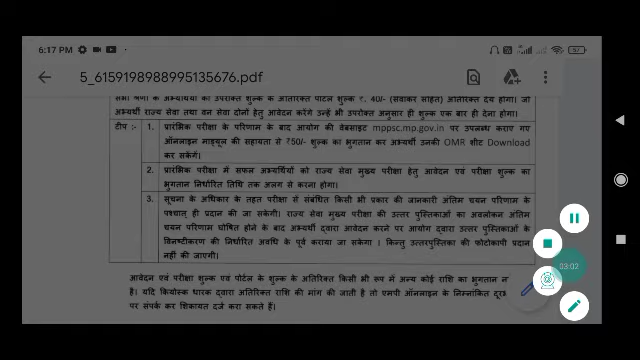 6:17 PM
57
5_6159198988995135676.pdf
सभी श्रेणी के अभ्यर्थियों को उपरोक्त शुल्क के अतिरिक्त पोर्टल शुल्क रु. 40/- (सेवाकर सहित) अतिरिक्त देय होगा। जो
अभ्यर्थी राज्य सेवा तथा वन सेवा दोनों हेतु आवेदन करेंगे उन्हें भी उपरोक्त अनुसार ही शुल्क एक बार ही देना होगा।
टीप :- 1. प्रारंभिक परीक्षा के परिणाम के बाद आयोग की वेबसाइट mppsc.mp.gov.in पर उपलब्ध कराए गए
ऑनलाइन माड्यूल की सहायता से ₹50/- शुल्क का भुगतान कर अभ्यर्थी उनकी OMR शीट Download
कर सकेंगे।
2. प्रारंभिक परीक्षा में सफल अभ्यर्थियों को राज्य सेवा मुख्य परीक्षा हेतु आवेदन एवं परीक्षा शुल्क का
भुगतान निर्धारित तिथि तक अलग से करना होगा।
3. सूचना के अधिकार के तहत परीक्षा से संबंधित किसी भी प्रकार की जानकारी अंतिम चयन परिणाम के
पश्चात् ही प्रदान की जा सकेगी। राज्य सेवा मुख्य परीक्षा की उत्तर पुस्तिकाओं का अवलोकन अंतिम
चयन परिणाम घोषित होने के बाद अभ्यर्थी द्वारा आवेदन करने पर आयोग द्वारा उत्तर पुस्तिकाओं के
विनष्टीकरण की निर्धारित अवधि के पूर्व कराया जा सकेगा । किन्तु उत्तरपुस्तिका की फोटोकापी प्रदान
नहीं की जाएगी।
03:02
आवेदन एवं परीक्षा शुल्क एवं पोर्टल के शुल्क के अतिरिक्त किसी भी रूप में अन्य कोई राशि का भुगतान
है। यदि कियोस्क धारक द्वारा अतिरिक्त राशि की मांग की जाती है तो एमपी ऑनलाइन के निम्नांकित
पर संपर्क कर शिकायत दर्ज करा सकते हैं।